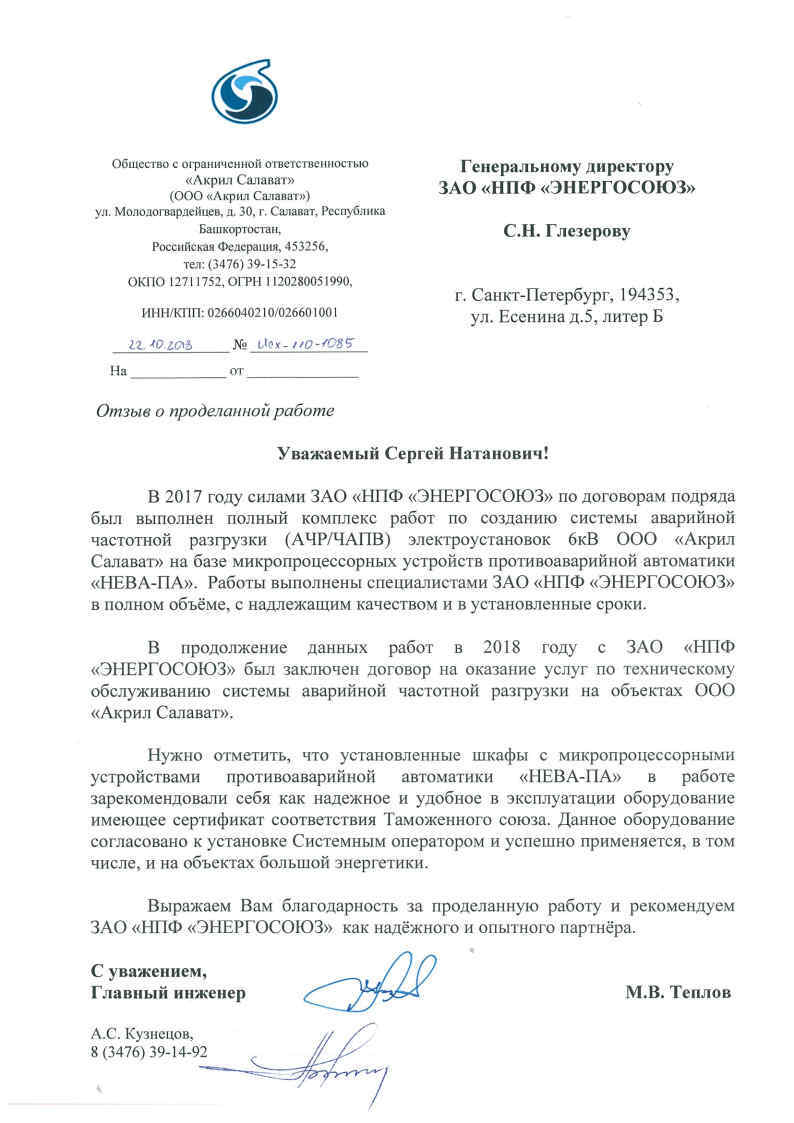 Общество с ограниченной ответственностью
«Акрил Салават»
(ООО «Акрил Салават»)
ул. Молодогвардейцев, д. 30, г. Салават, Республика
Башкортостан,
Российская Федерация, 453256,
тел: (3476) 39-15-32
ОКПО 12711752, ОГРН 1120280051990,
ИНН/КПП: 0266040210/026601001
22.10.2013 № Исх-110-1085
На ______________ от ________________
Генеральному директору
ЗАО «НПФ «ЭНЕРГОСОЮЗ»
С.Н. Глезерову
г. Санкт-Петербург, 194353,
ул. Есенина д.5, литер Б
Отзыв о проделанной работе
Уважаемый Сергей Натанович!
В 2017 году силами ЗАО «НПФ «ЭНЕРГОСОЮЗ» по договорам подряда
был выполнен полный комплекс работ по созданию системы аварийной
частотной разгрузки (АЧР/ЧАПВ) электроустановок 6кВ ООО «Акрил
Салават» на базе микропроцессорных устройств противоаварийной автоматики
«НЕВА-ПА». Работы выполнены специалистами ЗАО «НПФ «ЭНЕРГОСОЮЗ»
в полном объёме, с надлежащим качеством и в установленные сроки.
В продолжение данных работ в 2018 году с ЗАО «НПФ
«ЭНЕРГОСОЮЗ» был заключен договор на оказание услуг по техническому
обслуживанию системы аварийной частотной разгрузки на объектах ООО
«Акрил Салават».
Нужно отметить, что установленные шкафы с микропроцессорными
устройствами противоаварийной автоматики «НЕВА-ПА» в работе
зарекомендовали себя как надежное и удобное в эксплуатации оборудование
имеющее сертификат соответствия Таможенного союза. Данное оборудование
согласовано к установке Системным оператором и успешно применяется, в том
числе, и на объектах большой энергетики.
Выражаем Вам благодарность за проделанную работу и рекомендуем
ЗАО «НПФ «ЭНЕРГОСОЮЗ» как надёжного и опытного партнёра.
С уважением,
Главный инженер М.В. Теплов
А.С. Кузнецов,
8 (3476) 39-14-92